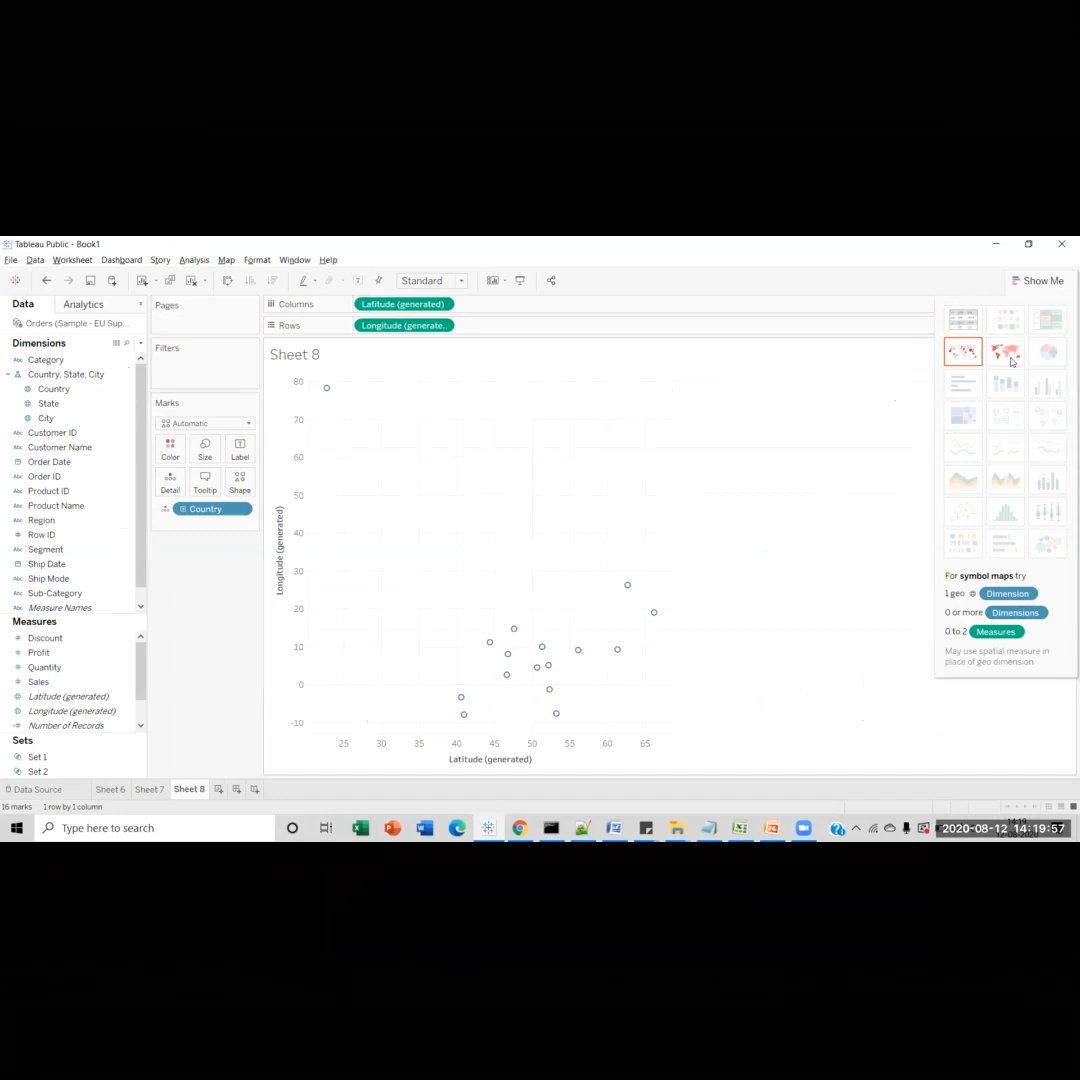 Tableau Public - Book1
File Data Worksheet Dashboard Story Analysis Map Format Window Help
Standard
Show Me
Data Analytics
Orders (Sample - EU Sup...
Dimensions
Category
Country, State, City
Country
State
City
Customer ID
Customer Name
Order Date
Order ID
Product ID
Product Name
Region
Row ID
Segment
Ship Date
Ship Mode
Sub-Category
Measure Names
Measures
Discount
Profit
Quantity
Sales
Latitude (generated)
Longitude (generated)
Number of Records
Sets
Set 1
Set 2
Pages
Filters
Marks
Automatic
Color Size Label
Detail Tooltip Shape
Country
Columns Latitude (generated)
Rows Longitude (generate..
Sheet 8
80
70
60
50
40
30
20
10
0
-10
Longitude (generated)
25 30 35 40 45 50 55 60 65
Latitude (generated)
For symbol maps try
1 geo Dimension
0 or more Dimensions
0 to 2 Measures
May use spatial measure in
place of geo dimension
Data Source Sheet 6 Sheet 7 Sheet 8
16 marks 1 row by 1 column
Type here to search
2020-08-12 14:19:57